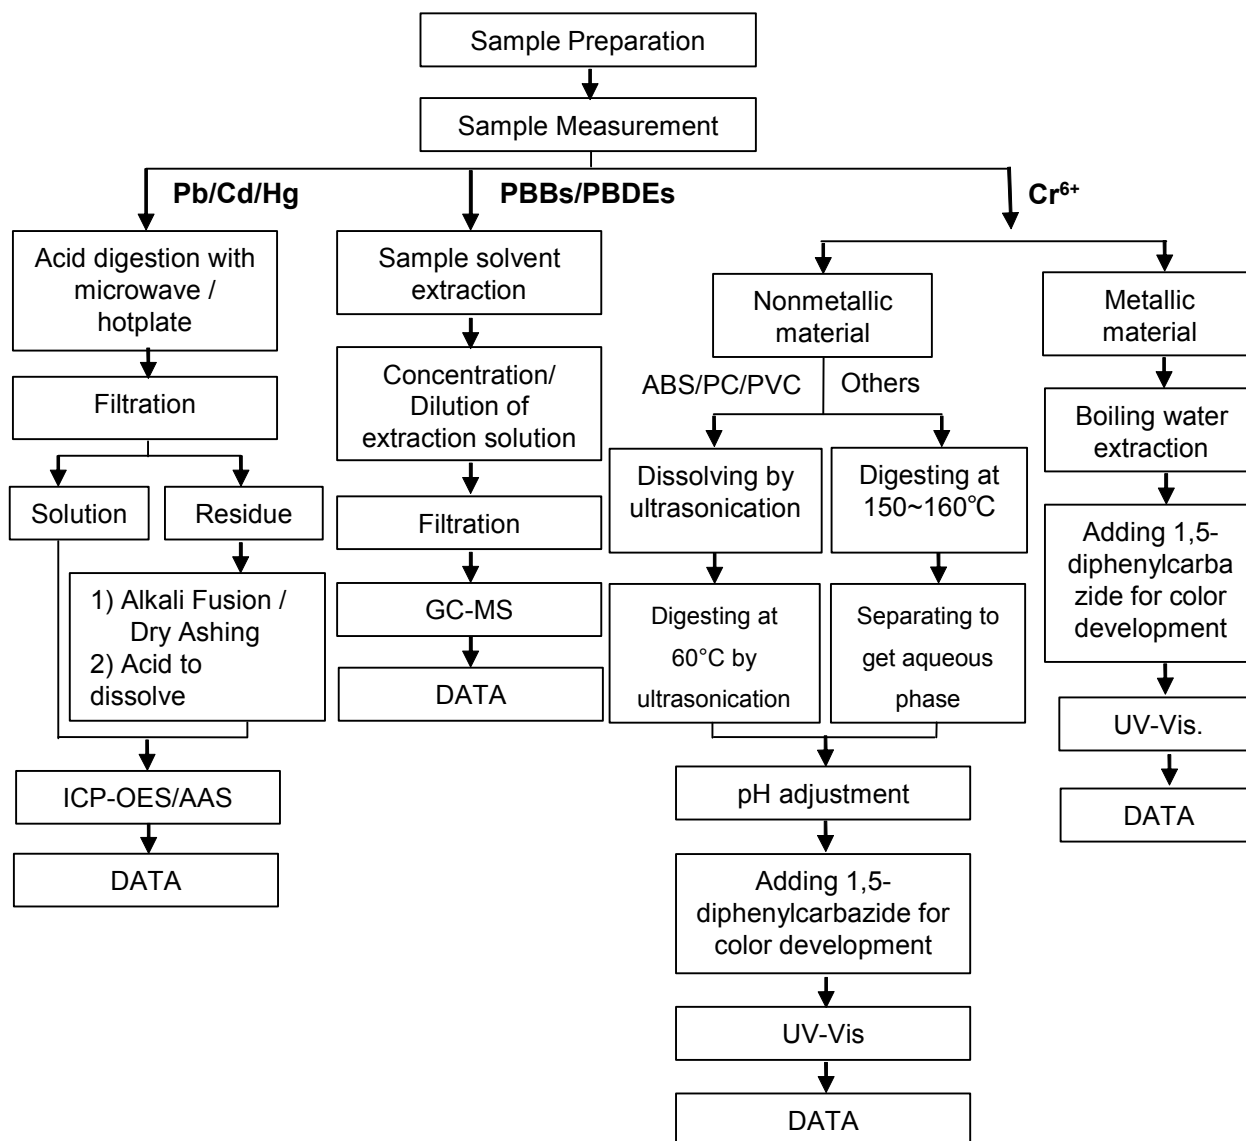 Sample Preparation
Sample Measurement
Pb/Cd/Hg
PBBs/PBDEs
Cr⁶⁺
Acid digestion with
microwave /
hotplate
Filtration
Solution
Residue
1) Alkali Fusion /
Dry Ashing
2) Acid to
dissolve
ICP-OES/AAS
DATA
Sample solvent
extraction
Concentration/
Dilution of
extraction solution
Filtration
GC-MS
DATA
Nonmetallic
material
ABS/PC/PVC
Others
Dissolving by
ultrasonication
Digesting at
60°C by
ultrasonication
Digesting at
150~160℃
Separating to
get aqueous
phase
pH adjustment
Adding 1,5-
diphenylcarbazide for
color development
UV-Vis
DATA
Metallic
material
Boiling water
extraction
Adding 1,5-
diphenylcarba
zide for color
development
UV-Vis.
DATA